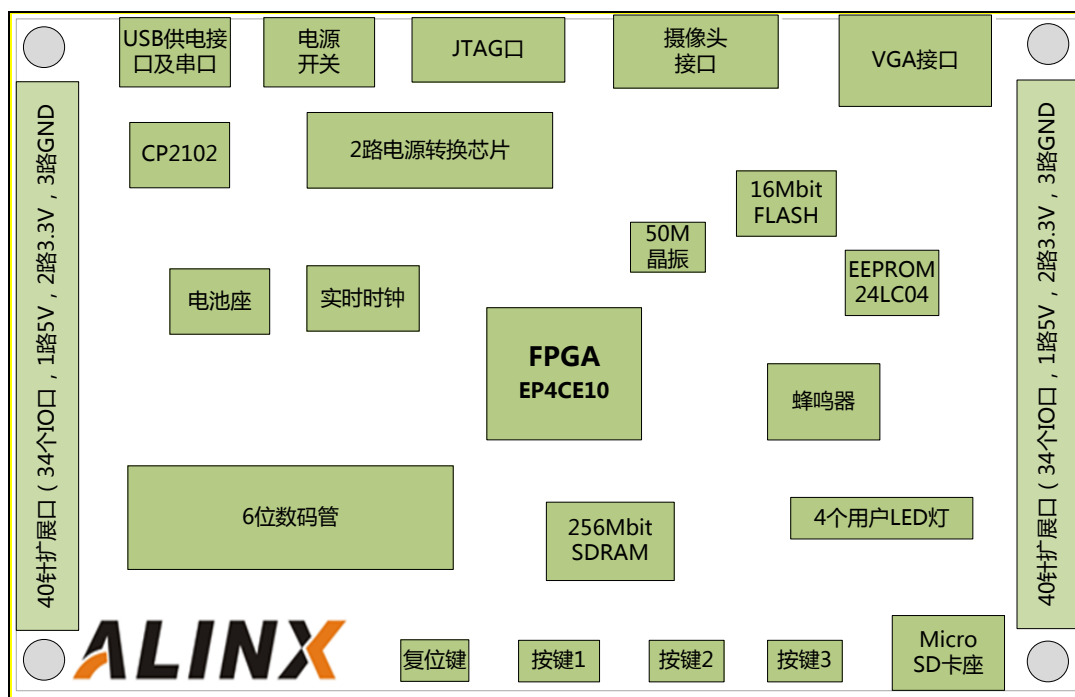 USB供电接
口及串口
电源
开关
JTAG口
摄像头
接口
VGA接口
40针扩展口（34个IO口，1路5V，2路3.3V，3路GND
CP2102
2路电源转换芯片
16Mbit
FLASH
50M
晶振
EEPROM
24LC04
电池座
实时时钟
FPGA
EP4CE10
蜂鸣器
6位数码管
256Mbit
SDRAM
4个用户LED灯
40针扩展口（34个IO口，1路5V，2路3.3V，3路GND
ALINX
复位键
按键1
按键2
按键3
Micro
SD卡座